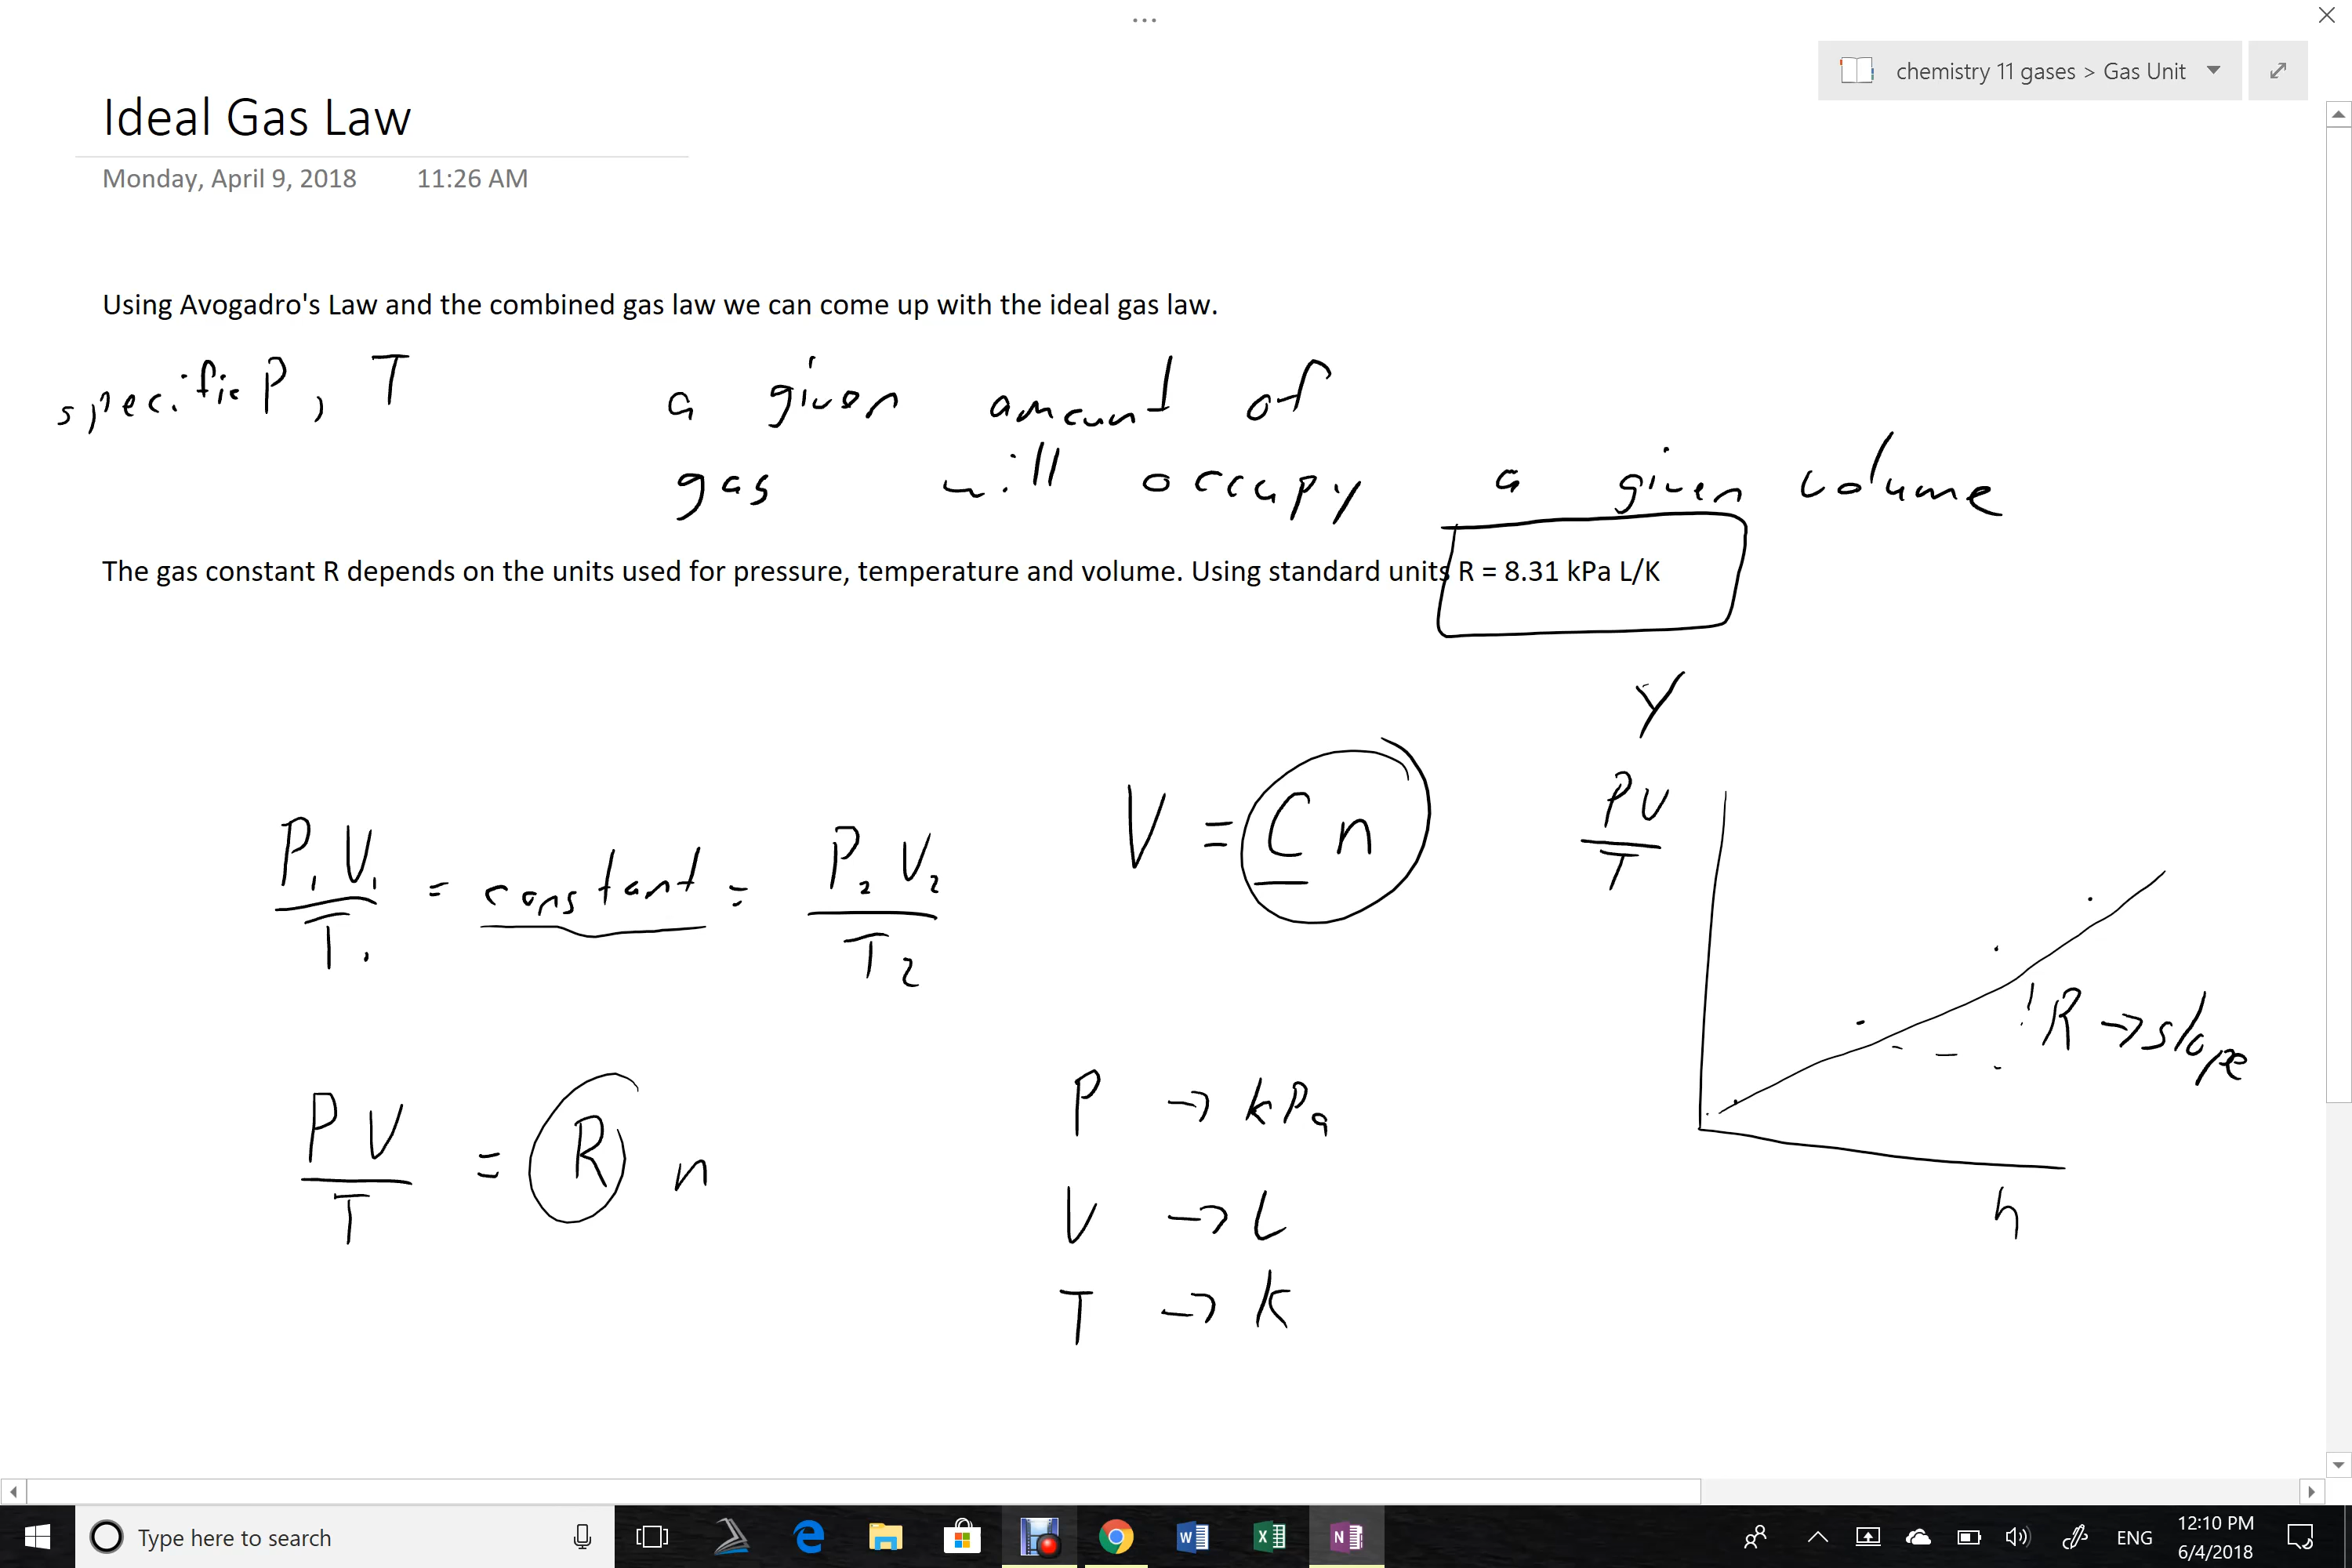 chemistry 11 gases > Gas Unit
Ideal Gas Law
Monday, April 9, 2018 11:26 AM
Using Avogadro's Law and the combined gas law we can come up with the ideal gas law.
specific P, T a given amount of
gas will occupy a given volume
The gas constant R depends on the units used for pressure, temperature and volume. Using standard units R = 8.31 kPa L/K
P₁V₁/T₁ = constant = P₂V₂/T₂
V = Cn
Y
PV/T
R → slope
n
PV/T = R n
P → kPa
V → L
T → K
Type here to search
ENG
12:10 PM
6/4/2018